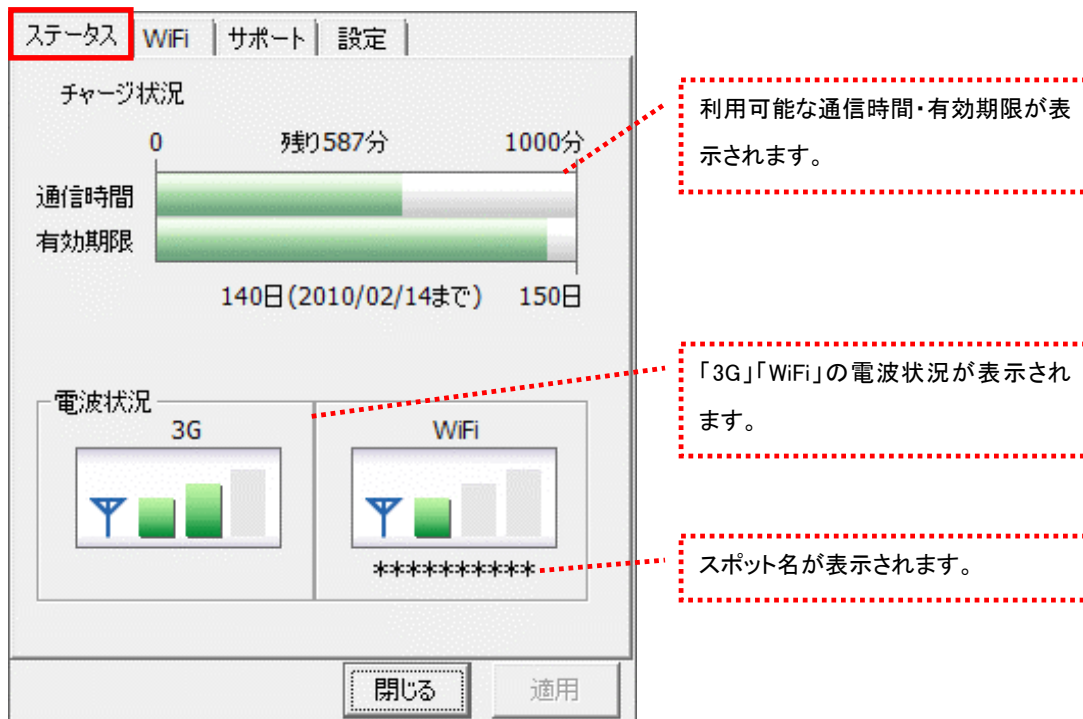 ステータス WiFi サポート 設定
チャージ状況
0 残り587分 1000分
通信時間
有効期限
140日(2010/02/14まで) 150日
電波状況
3G WiFi
**********
閉じる 適用
利用可能な通信時間・有効期限が表
示されます。
「3G」「WiFi」の電波状況が表示され
ます。
スポット名が表示されます。